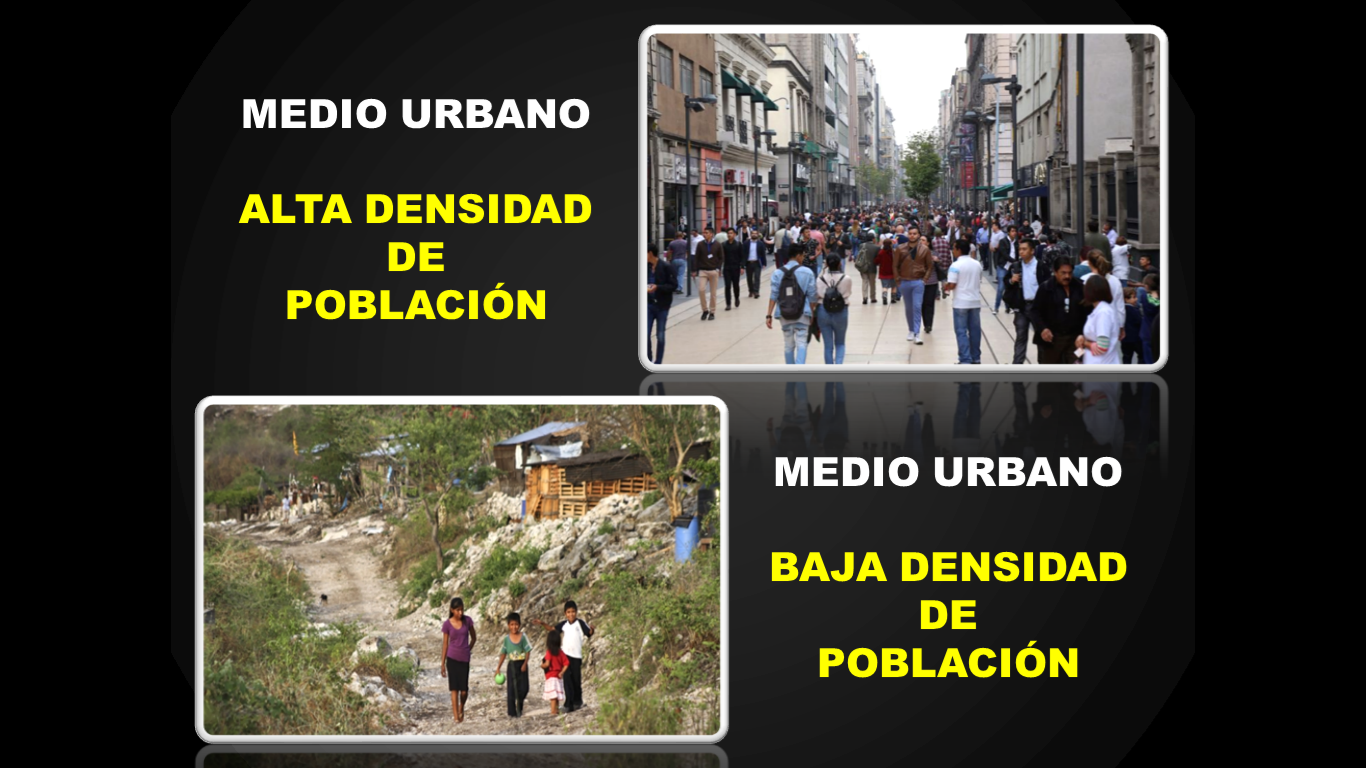 MEDIO URBANO
ALTA DENSIDAD
DE
POBLACIÓN
MEDIO URBANO
BAJA DENSIDAD
DE
POBLACIÓN